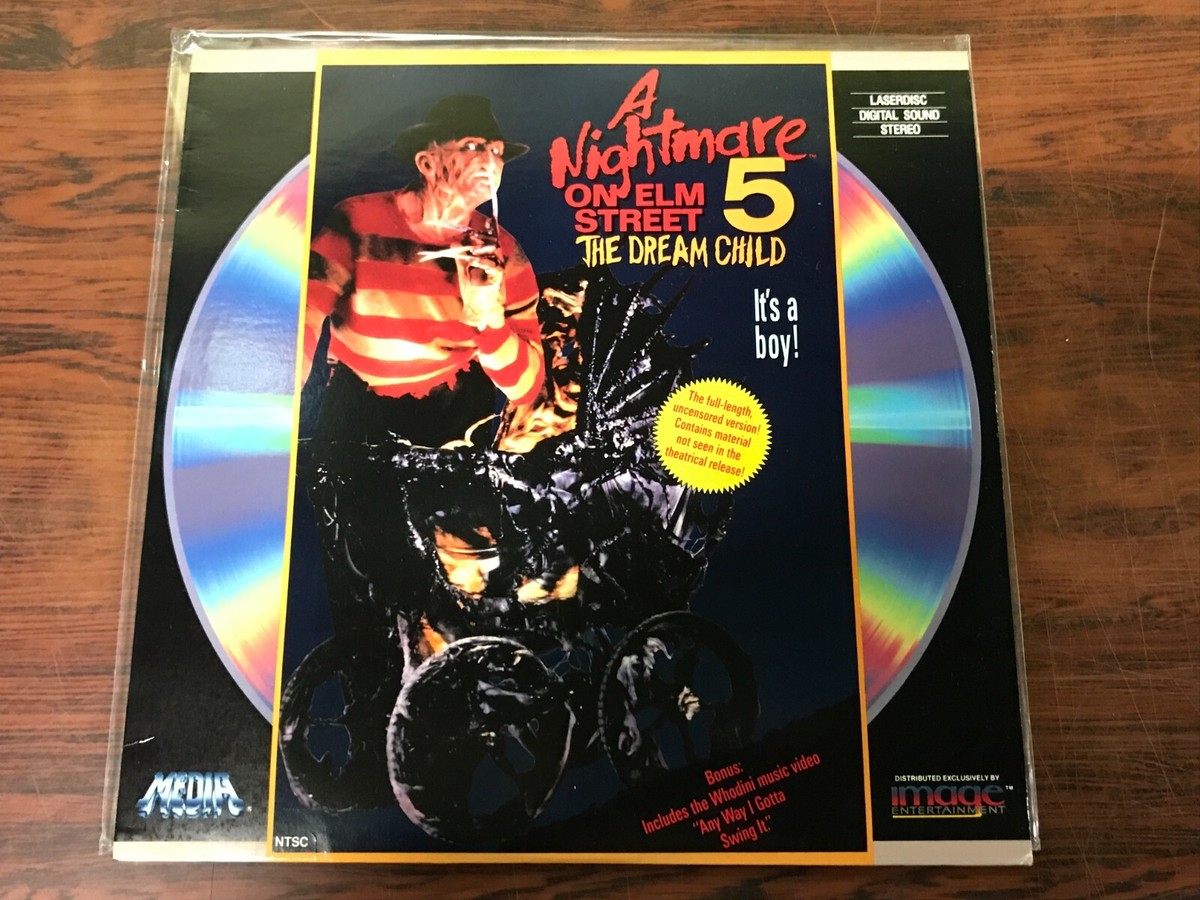 LASERDISC
DIGITAL SOUND
STEREO
A
Nightmare™
ON ELM
STREET 5
THE DREAM CHILD
It's a
boy!
The full-length,
uncensored version!
Contains material
not seen in the
theatrical release!
Bonus:
Includes the Whodini music video
"Any Way I Gotta
Swing It."
MEDIA
NTSC
DISTRIBUTED EXCLUSIVELY BY
image™
ENTERTAINMENT